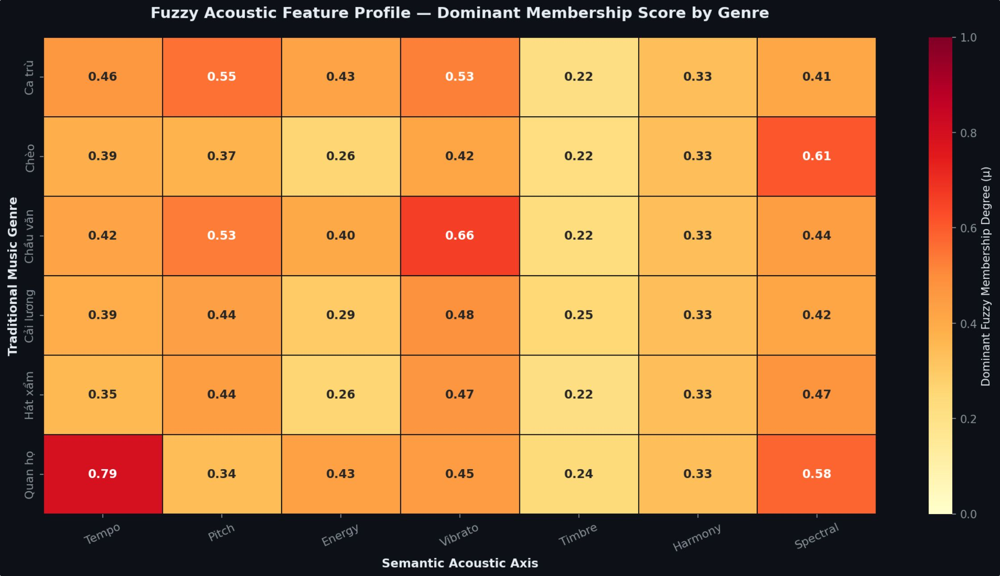 Fuzzy Acoustic Feature Profile — Dominant Membership Score by Genre
Traditional Music Genre
Ca trù
0.46 0.55 0.43 0.53 0.22 0.33 0.41
Chèo
0.39 0.37 0.26 0.42 0.22 0.33 0.61
Chầu văn
0.42 0.53 0.40 0.66 0.22 0.33 0.44
Cải lương
0.39 0.44 0.29 0.48 0.25 0.33 0.42
Hát xẩm
0.35 0.44 0.26 0.47 0.22 0.33 0.47
Quan họ
0.79 0.34 0.43 0.45 0.24 0.33 0.58
Tempo Pitch Energy Vibrato Timbre Harmony Spectral
Semantic Acoustic Axis
1.0
0.8
0.6
0.4
0.2
0.0
Dominant Fuzzy Membership Degree (μ)